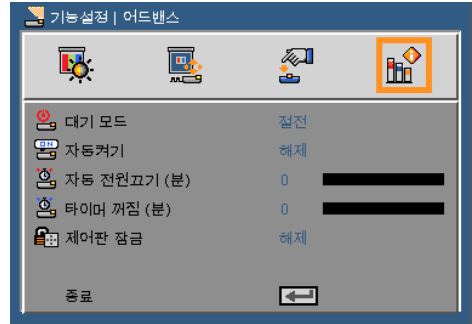 기능설정 | 어드밴스
대기 모드 절전
ON
자동켜기 해제
자동 전원끄기 (분) 0
타이머 꺼짐 (분) 0
제어판 잠금 해제
종료